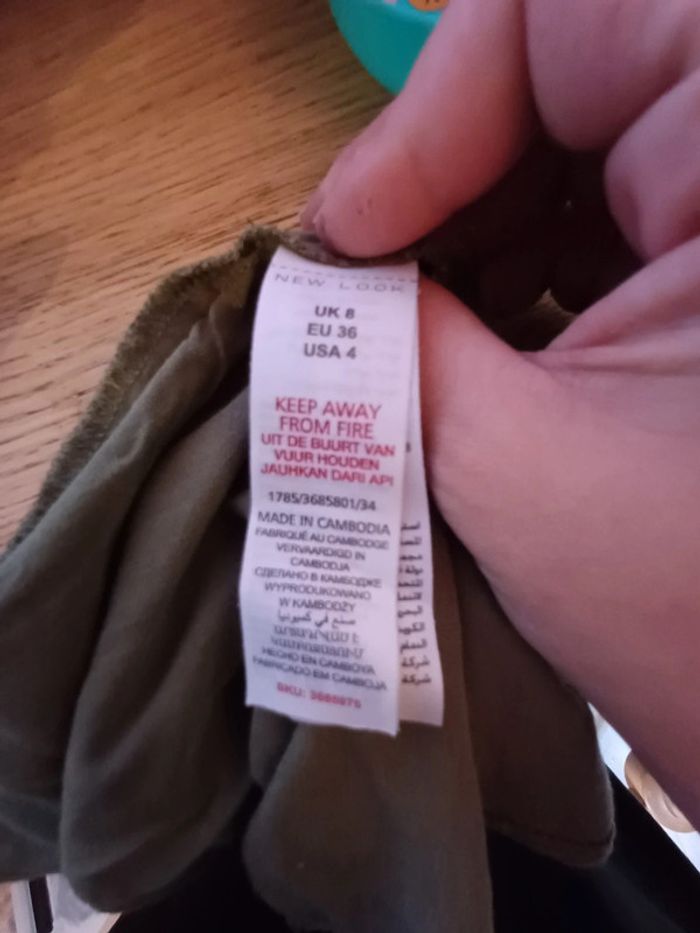 NEW LOOK
UK 8
EU 36
USA 4
KEEP AWAY
FROM FIRE
UIT DE BUURT VAN
VUUR HOUDEN
JAUHKAN DARI API
1785/3685801/34
MADE IN CAMBODIA
FABRIQUÉ AU CAMBODGE
VERVAARDIGD IN
CAMBODJA
СДЕЛАНО В КАМБОДЖЕ
WYPRODUKOWANO
W KAMBODŻY
صنع في كمبوديا
HECHO EN CAMBOYA
FABRICADO EM CAMBOJA
SKU: